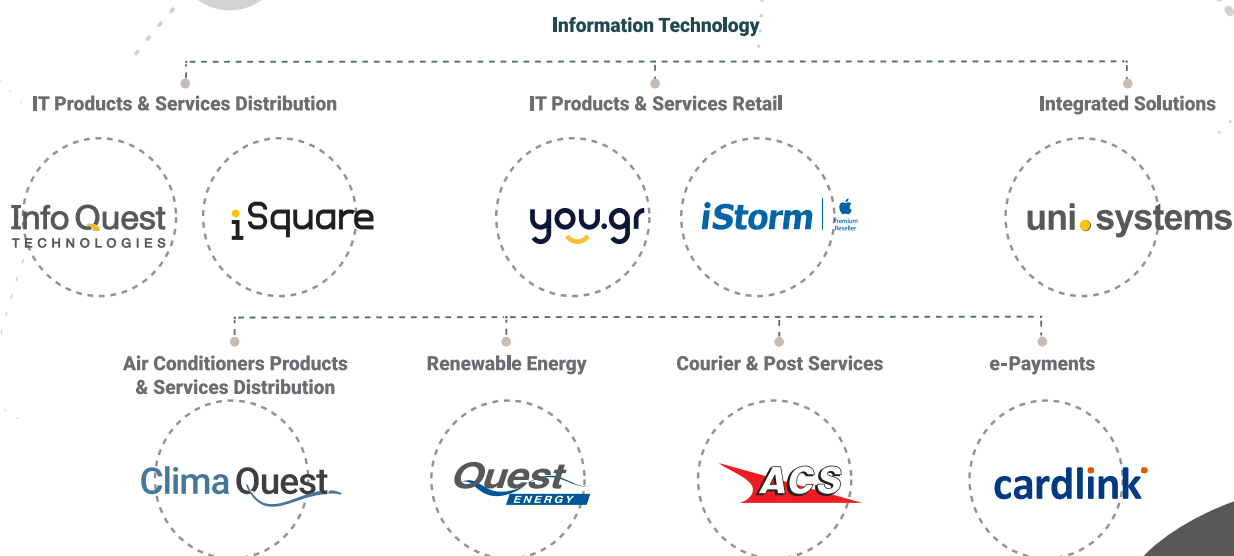 Information Technology
IT Products & Services Distribution
IT Products & Services Retail
Integrated Solutions
Info Quest
TECHNOLOGIES
iSquare
you.gr
iStorm
Premium
Reseller
uni.systems
Air Conditioners Products
& Services Distribution
Renewable Energy
Courier & Post Services
e-Payments
Clima Quest
Quest
ENERGY
ACS
cardlink